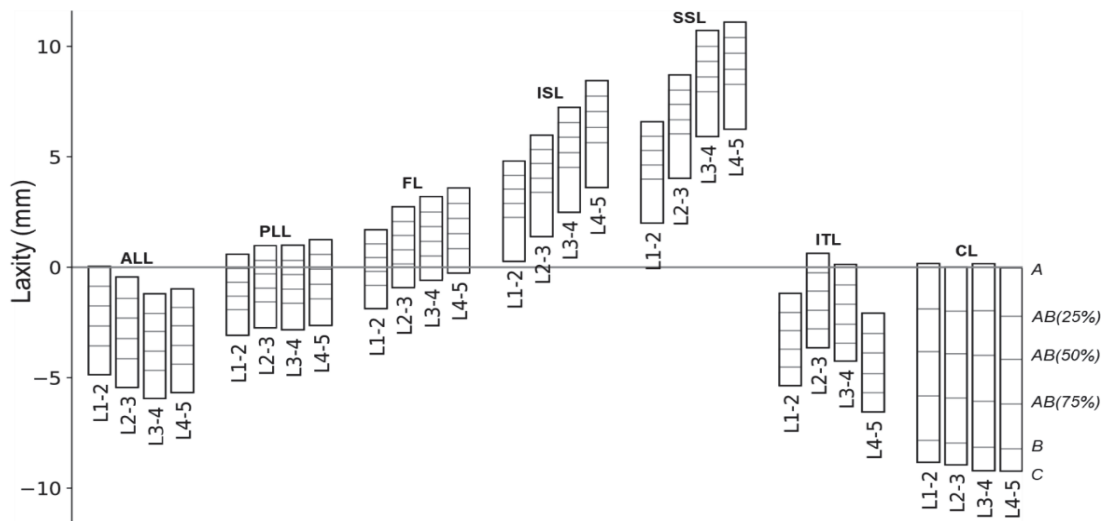 Laxity (mm)
10
5
0
−5
−10
ALL
L1-2
L2-3
L3-4
L4-5
PLL
L1-2
L2-3
L3-4
L4-5
FL
L1-2
L2-3
L3-4
L4-5
ISL
L1-2
L2-3
L3-4
L4-5
SSL
L1-2
L2-3
L3-4
L4-5
ITL
L1-2
L2-3
L3-4
L4-5
CL
L1-2
L2-3
L3-4
L4-5
A
AB(25%)
AB(50%)
AB(75%)
B
C